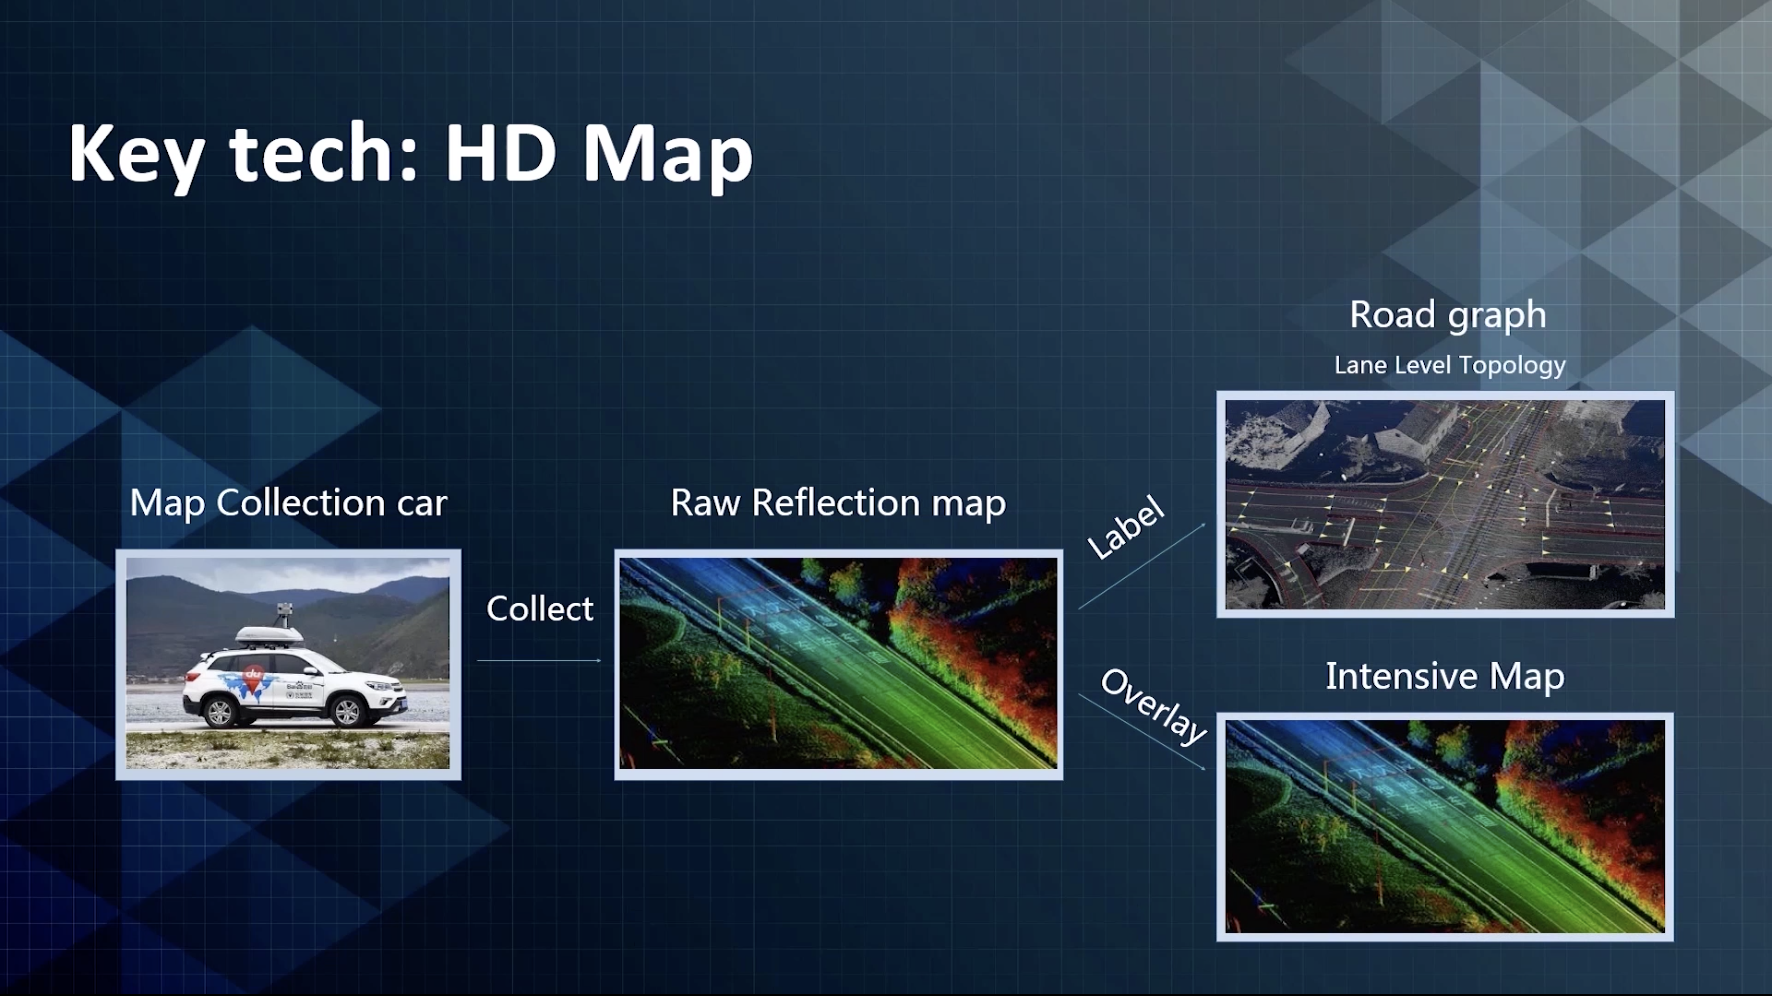 Key tech: HD Map
Road graph
Lane Level Topology
Map Collection car
Raw Reflection map
Label
Collect
Intensive Map
Overlay
du